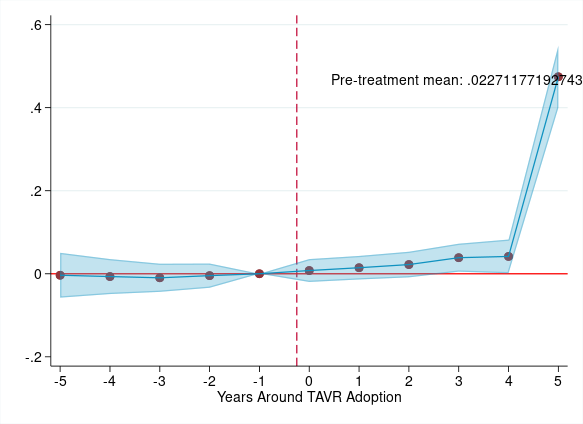 .6
Pre-treatment mean: .02271177192743
.4
.2
0
-.2
-5 -4 -3 -2 -1 0 1 2 3 4 5
Years Around TAVR Adoption